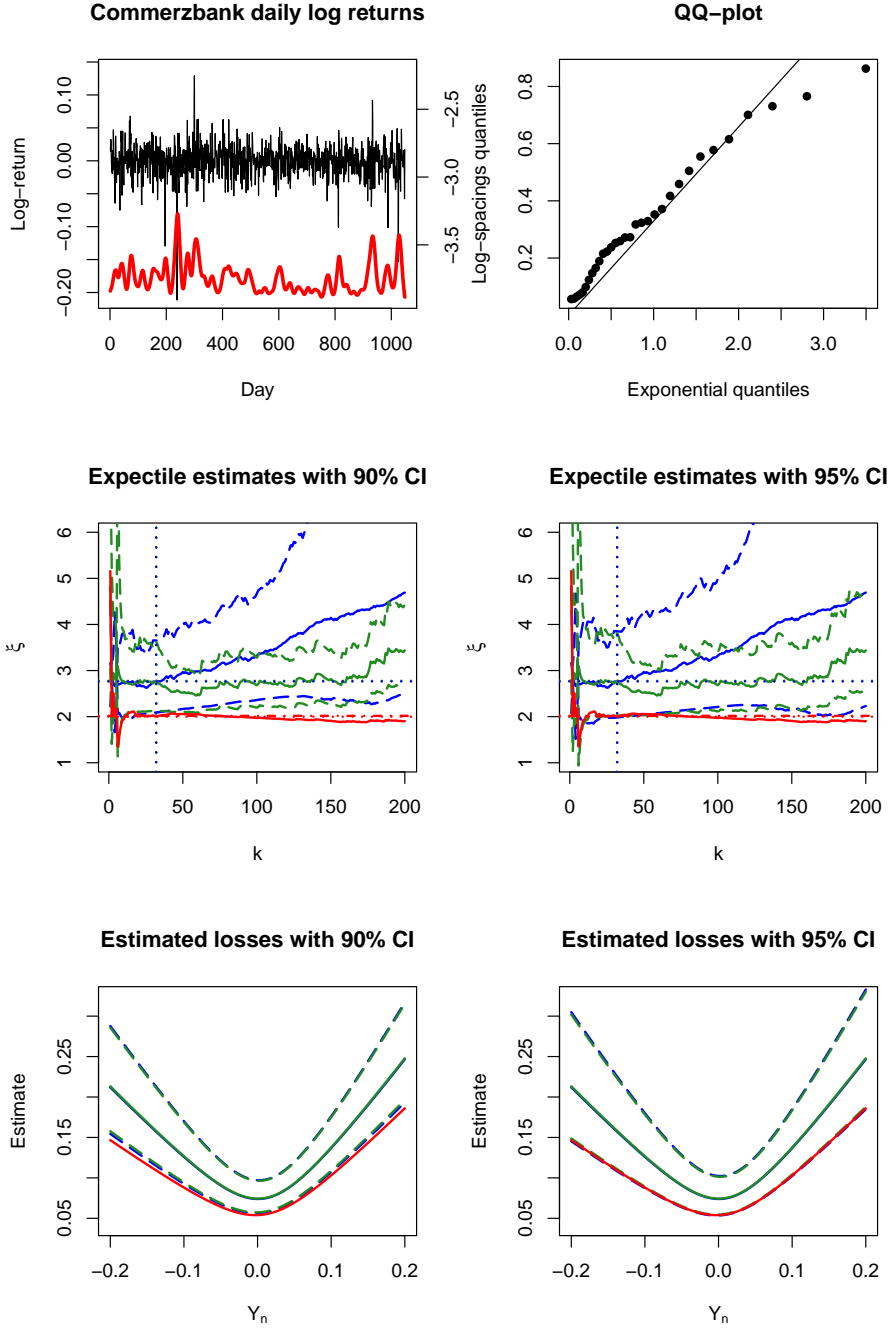 Commerzbank daily log returns
Log−return
0.10
0.00
−0.10
−0.20
−2.5
−3.0
−3.5
0 200 400 600 800 1000
Day
QQ−plot
Log−spacings quantiles
0.8
0.6
0.4
0.2
0.0 1.0 2.0 3.0
Exponential quantiles
Expectile estimates with 90% CI
ξ
6
5
4
3
2
1
0 50 100 150 200
k
Expectile estimates with 95% CI
ξ
6
5
4
3
2
1
0 50 100 150 200
k
Estimated losses with 90% CI
Estimate
0.25
0.15
0.05
−0.2 −0.1 0.0 0.1 0.2
Yn
Estimated losses with 95% CI
Estimate
0.25
0.15
0.05
−0.2 −0.1 0.0 0.1 0.2
Yn